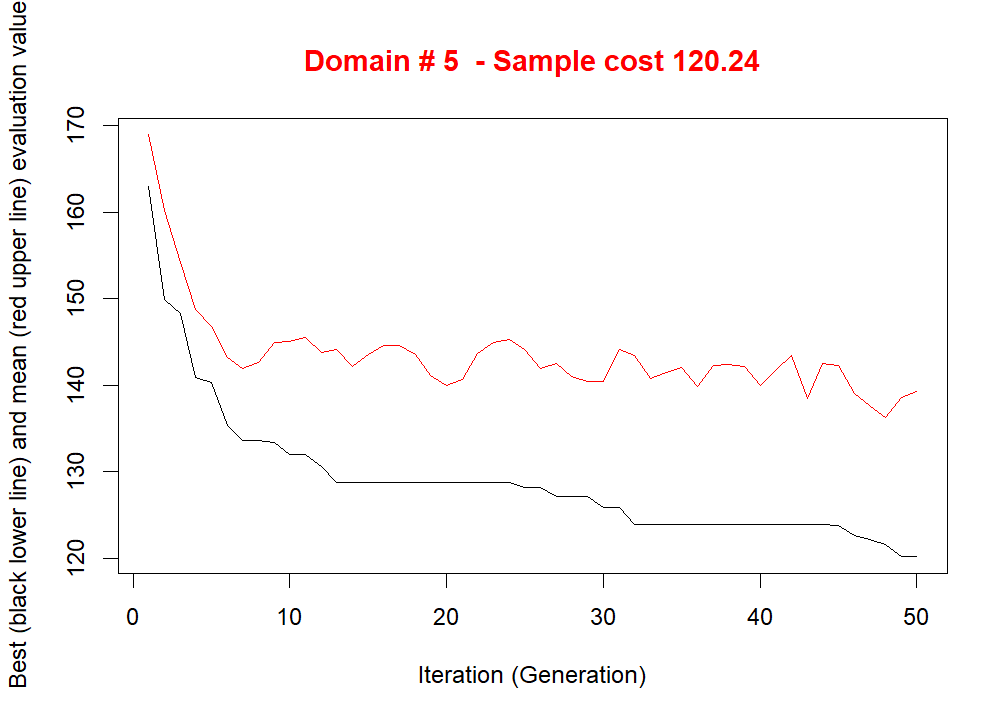 Domain # 5  - Sample cost 120.24
Best (black lower line) and mean (red upper line) evaluation value
170
160
150
140
130
120
0 10 20 30 40 50
Iteration (Generation)